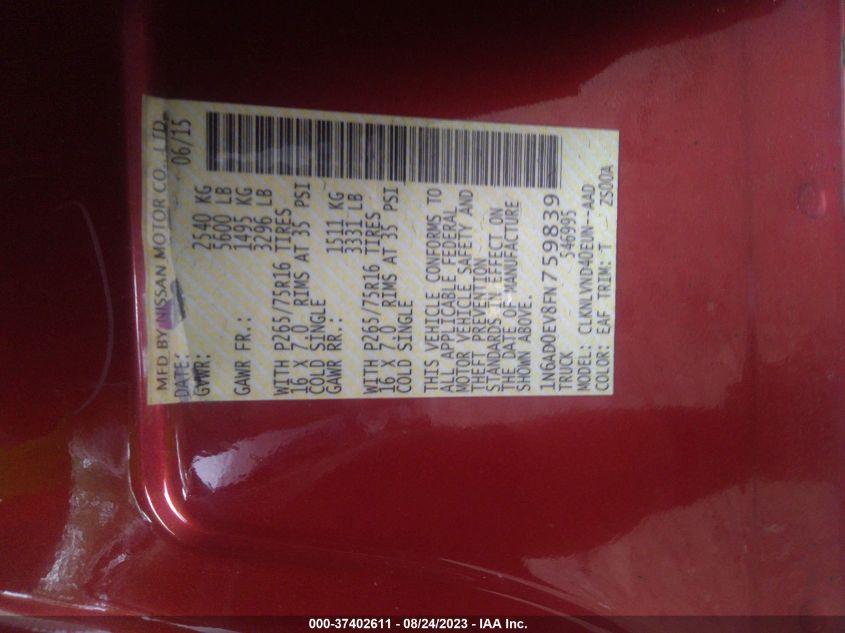 MFD BY NISSAN MOTOR CO., LTD.
DATE: 06/15
GVWR: 2540 KG
5600 LB
GAWR FR.: 1495 KG
3296 LB
WITH P265/75R16 TIRES
16 X 7.0 RIMS AT 35 PSI
COLD SINGLE
GAWR RR.: 1511 KG
3331 LB
WITH P265/75R16 TIRES
16 X 7.0 RIMS AT 35 PSI
COLD SINGLE
THIS VEHICLE CONFORMS TO
ALL APPLICABLE FEDERAL
MOTOR VEHICLE SAFETY AND
THEFT PREVENTION
STANDARDS IN EFFECT ON
THE DATE OF MANUFACTURE
SHOWN ABOVE.
1N6AD0EV8FN759839
TRUCK 546995
MODEL: CLKNLVND40EUN--AAD
COLOR: EAF TRIM: T ZS00A
000-37402611 - 08/24/2023 - IAA Inc.